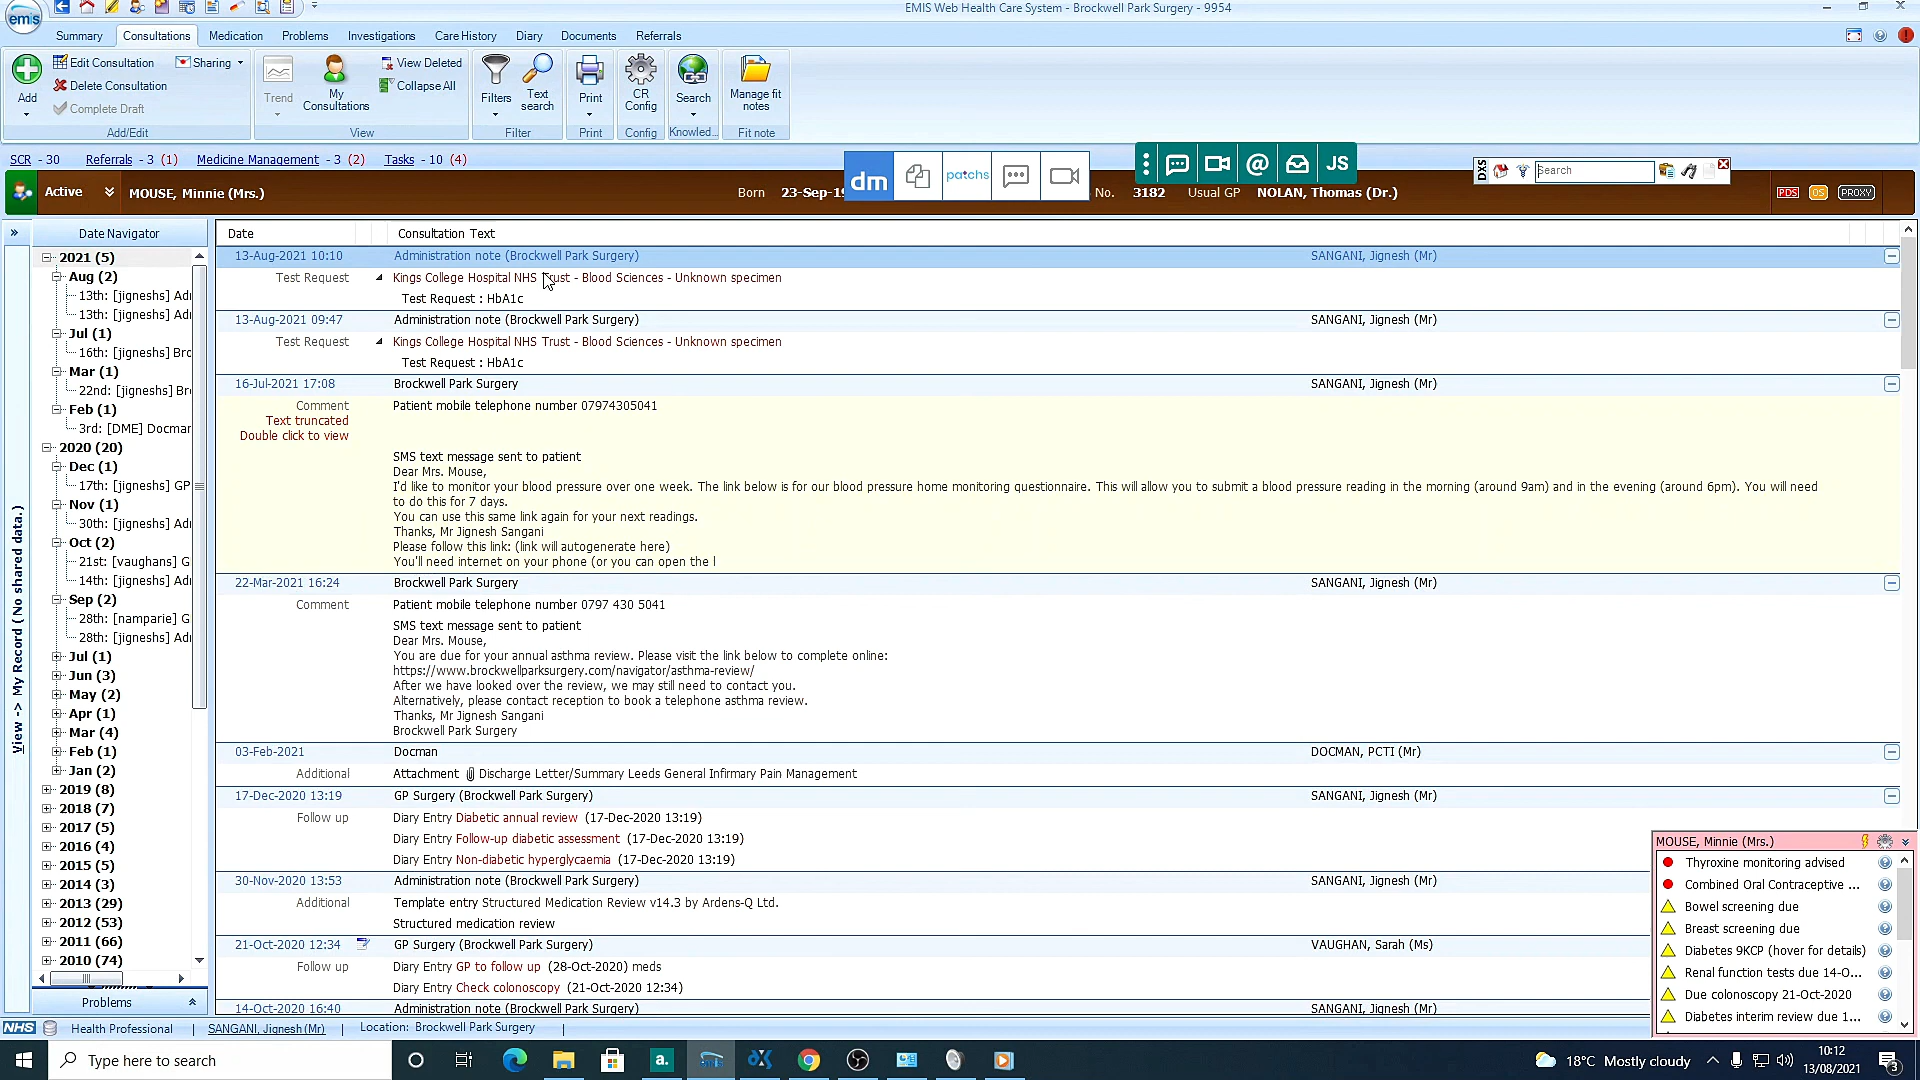 emis
EMIS Web Health Care System - Brockwell Park Surgery - 9954
Summary Consultations Medication Problems Investigations Care History Diary Documents Referrals
Add
Edit Consultation
Delete Consultation
Complete Draft
Sharing
Add/Edit
Trend
My Consultations
View Deleted
Collapse All
View
Filters
Text search
Filter
Print
Print
CR Config
Config
Search
Knowled...
Manage fit notes
Fit note
SCR - 30 Referrals - 3 (1) Medicine Management - 3 (2) Tasks - 10 (4)
dm
patchs
@
JS
DXS
Search
Active MOUSE, Minnie (Mrs.) Born 23-Sep-19 No. 3182 Usual GP NOLAN, Thomas (Dr.) PDS OS PROXY
View -> My Record (No shared data.)
Date Navigator
2021 (5)
Aug (2)
13th: [jigneshs] Adr
13th: [jigneshs] Adr
Jul (1)
16th: [jigneshs] Brc
Mar (1)
22nd: [jigneshs] Br
Feb (1)
3rd: [DME] Docmar
2020 (20)
Dec (1)
17th: [jigneshs] GP
Nov (1)
30th: [jigneshs] Adr
Oct (2)
21st: [vaughans] G
14th: [jigneshs] Adr
Sep (2)
28th: [namparie] G
28th: [jigneshs] Adr
Jul (1)
Jun (3)
May (2)
Apr (1)
Mar (4)
Feb (1)
Jan (2)
2019 (8)
2018 (7)
2017 (5)
2016 (4)
2015 (5)
2014 (3)
2013 (29)
2012 (53)
2011 (66)
2010 (74)
Problems
Date Consultation Text
13-Aug-2021 10:10 Administration note (Brockwell Park Surgery) SANGANI, Jignesh (Mr)
Test Request Kings College Hospital NHS Trust - Blood Sciences - Unknown specimen
Test Request : HbA1c
13-Aug-2021 09:47 Administration note (Brockwell Park Surgery) SANGANI, Jignesh (Mr)
Test Request Kings College Hospital NHS Trust - Blood Sciences - Unknown specimen
Test Request : HbA1c
16-Jul-2021 17:08 Brockwell Park Surgery SANGANI, Jignesh (Mr)
Comment Patient mobile telephone number 07974305041
Text truncated
Double click to view
SMS text message sent to patient
Dear Mrs. Mouse,
I'd like to monitor your blood pressure over one week. The link below is for our blood pressure home monitoring questionnaire. This will allow you to submit a blood pressure reading in the morning (around 9am) and in the evening (around 6pm). You will need
to do this for 7 days.
You can use this same link again for your next readings.
Thanks, Mr Jignesh Sangani
Please follow this link: (link will autogenerate here)
You'll need internet on your phone (or you can open the l
22-Mar-2021 16:24 Brockwell Park Surgery SANGANI, Jignesh (Mr)
Comment Patient mobile telephone number 0797 430 5041
SMS text message sent to patient
Dear Mrs. Mouse,
You are due for your annual asthma review. Please visit the link below to complete online:
https://www.brockwellparksurgery.com/navigator/asthma-review/
After we have looked over the review, we may still need to contact you.
Alternatively, please contact reception to book a telephone asthma review.
Thanks, Mr Jignesh Sangani
Brockwell Park Surgery
03-Feb-2021 Docman DOCMAN, PCTI (Mr)
Additional Attachment Discharge Letter/Summary Leeds General Infirmary Pain Management
17-Dec-2020 13:19 GP Surgery (Brockwell Park Surgery) SANGANI, Jignesh (Mr)
Follow up Diary Entry Diabetic annual review (17-Dec-2020 13:19)
Diary Entry Follow-up diabetic assessment (17-Dec-2020 13:19)
Diary Entry Non-diabetic hyperglycaemia (17-Dec-2020 13:19)
30-Nov-2020 13:53 Administration note (Brockwell Park Surgery) SANGANI, Jignesh (Mr)
Additional Template entry Structured Medication Review v14.3 by Ardens-Q Ltd.
Structured medication review
21-Oct-2020 12:34 GP Surgery (Brockwell Park Surgery) VAUGHAN, Sarah (Ms)
Follow up Diary Entry GP to follow up (28-Oct-2020) meds
Diary Entry Check colonoscopy (21-Oct-2020 12:34)
14-Oct-2020 16:40 Administration note (Brockwell Park Surgery) SANGANI, Jignesh (Mr)
MOUSE, Minnie (Mrs.)
Thyroxine monitoring advised
Combined Oral Contraceptive ...
Bowel screening due
Breast screening due
Diabetes 9KCP (hover for details)
Renal function tests due 14-O...
Due colonoscopy 21-Oct-2020
Diabetes interim review due 1...
NHS Health Professional SANGANI, Jignesh (Mr) Location: Brockwell Park Surgery
Type here to search
a.
emis
18°C Mostly cloudy
10:12
13/08/2021
3